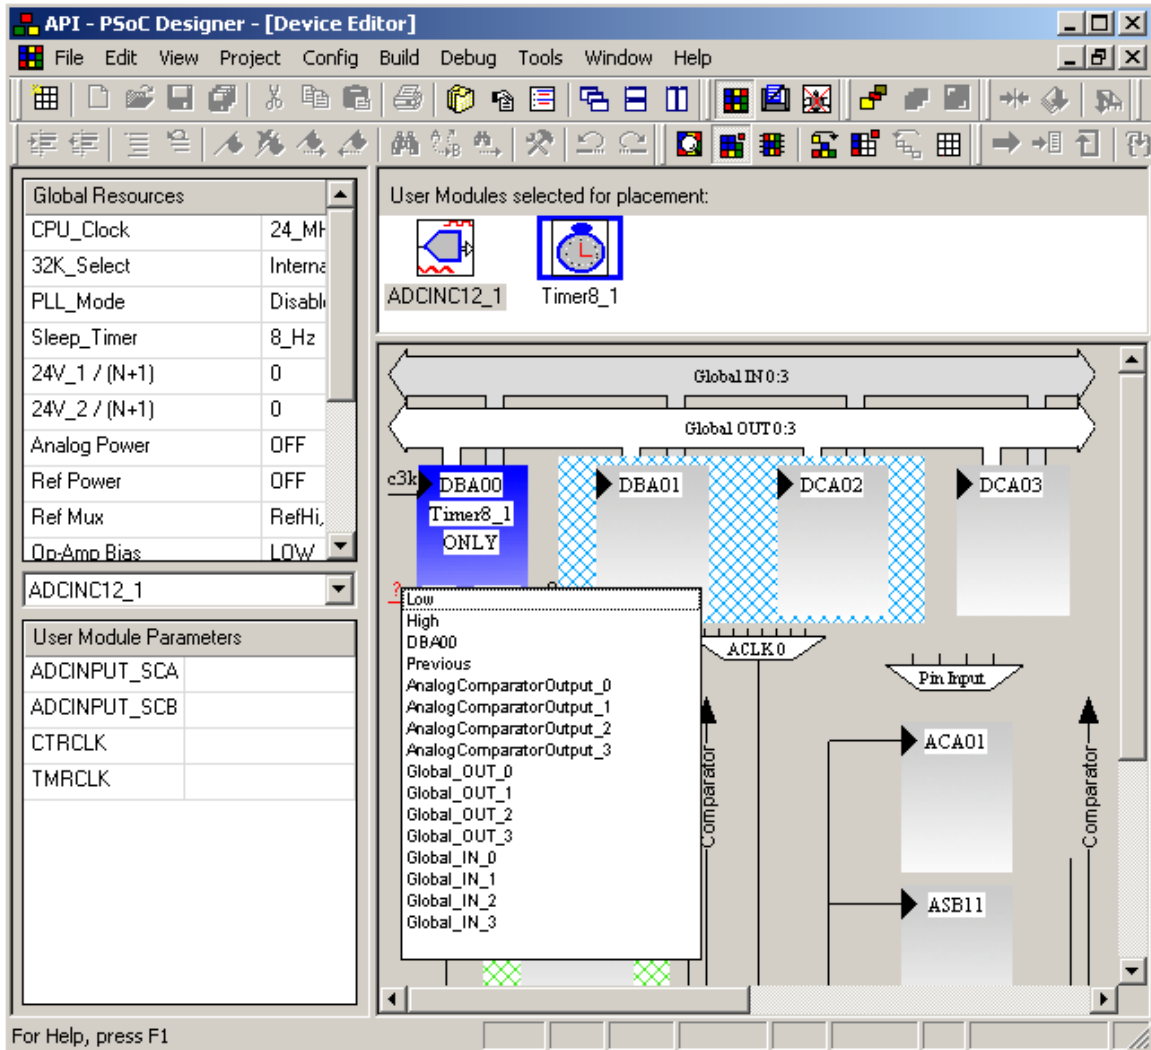 API - PSoC Designer - [Device Editor]
File Edit View Project Config Build Debug Tools Window Help
Global Resources
CPU_Clock 24_MH
32K_Select Interna
PLL_Mode Disabl
Sleep_Timer 8_Hz
24V_1 / (N+1) 0
24V_2 / (N+1) 0
Analog Power OFF
Ref Power OFF
Ref Mux RefHi,
Op-Amp Bias LOW
ADCINC12_1
User Module Parameters
ADCINPUT_SCA
ADCINPUT_SCB
CTRCLK
TMRCLK
User Modules selected for placement:
ADCINC12_1 Timer8_1
Global IN 0:3
Global OUT 0:3
c3k DBA00 DBA01 DCA02 DCA03
Timer8_1
ONLY
?
Low
High
DBA00
Previous
AnalogComparatorOutput_0
AnalogComparatorOutput_1
AnalogComparatorOutput_2
AnalogComparatorOutput_3
Global_OUT_0
Global_OUT_1
Global_OUT_2
Global_OUT_3
Global_IN_0
Global_IN_1
Global_IN_2
Global_IN_3
ACLK0
Pin Input
Comparator
ACA01
Comparator
ASB11
For Help, press F1